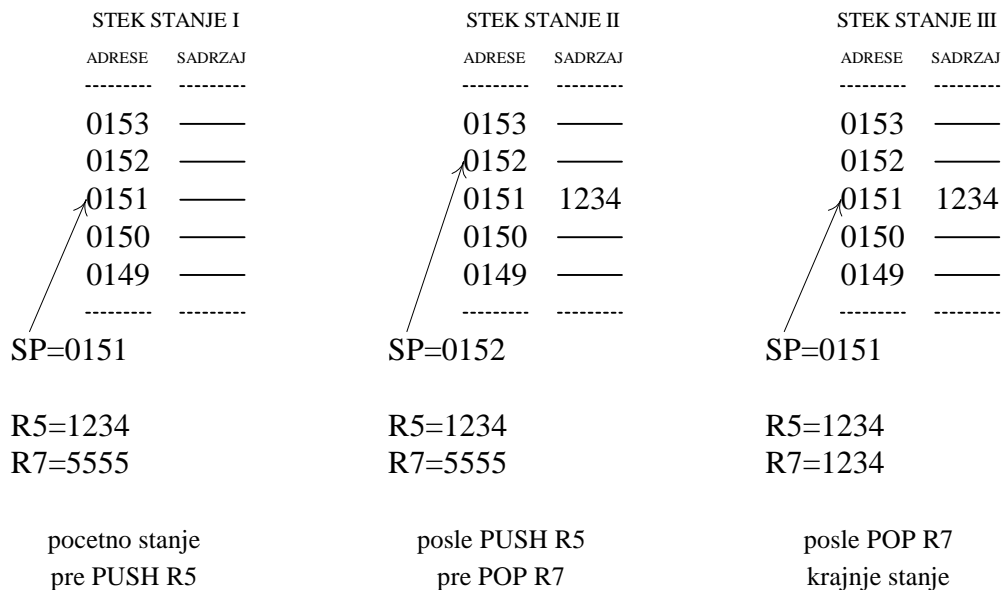 STEK STANJE I
ADRESE SADRZAJ
--------- ---------
0153
0152
0151
0150
0149
--------- ---------
SP=0151
R5=1234
R7=5555
pocetno stanje
pre PUSH R5
STEK STANJE II
ADRESE SADRZAJ
--------- ---------
0153
0152
0151 1234
0150
0149
--------- ---------
SP=0152
R5=1234
R7=5555
posle PUSH R5
pre POP R7
STEK STANJE III
ADRESE SADRZAJ
--------- ---------
0153
0152
0151 1234
0150
0149
--------- ---------
SP=0151
R5=1234
R7=1234
posle POP R7
krajnje stanje